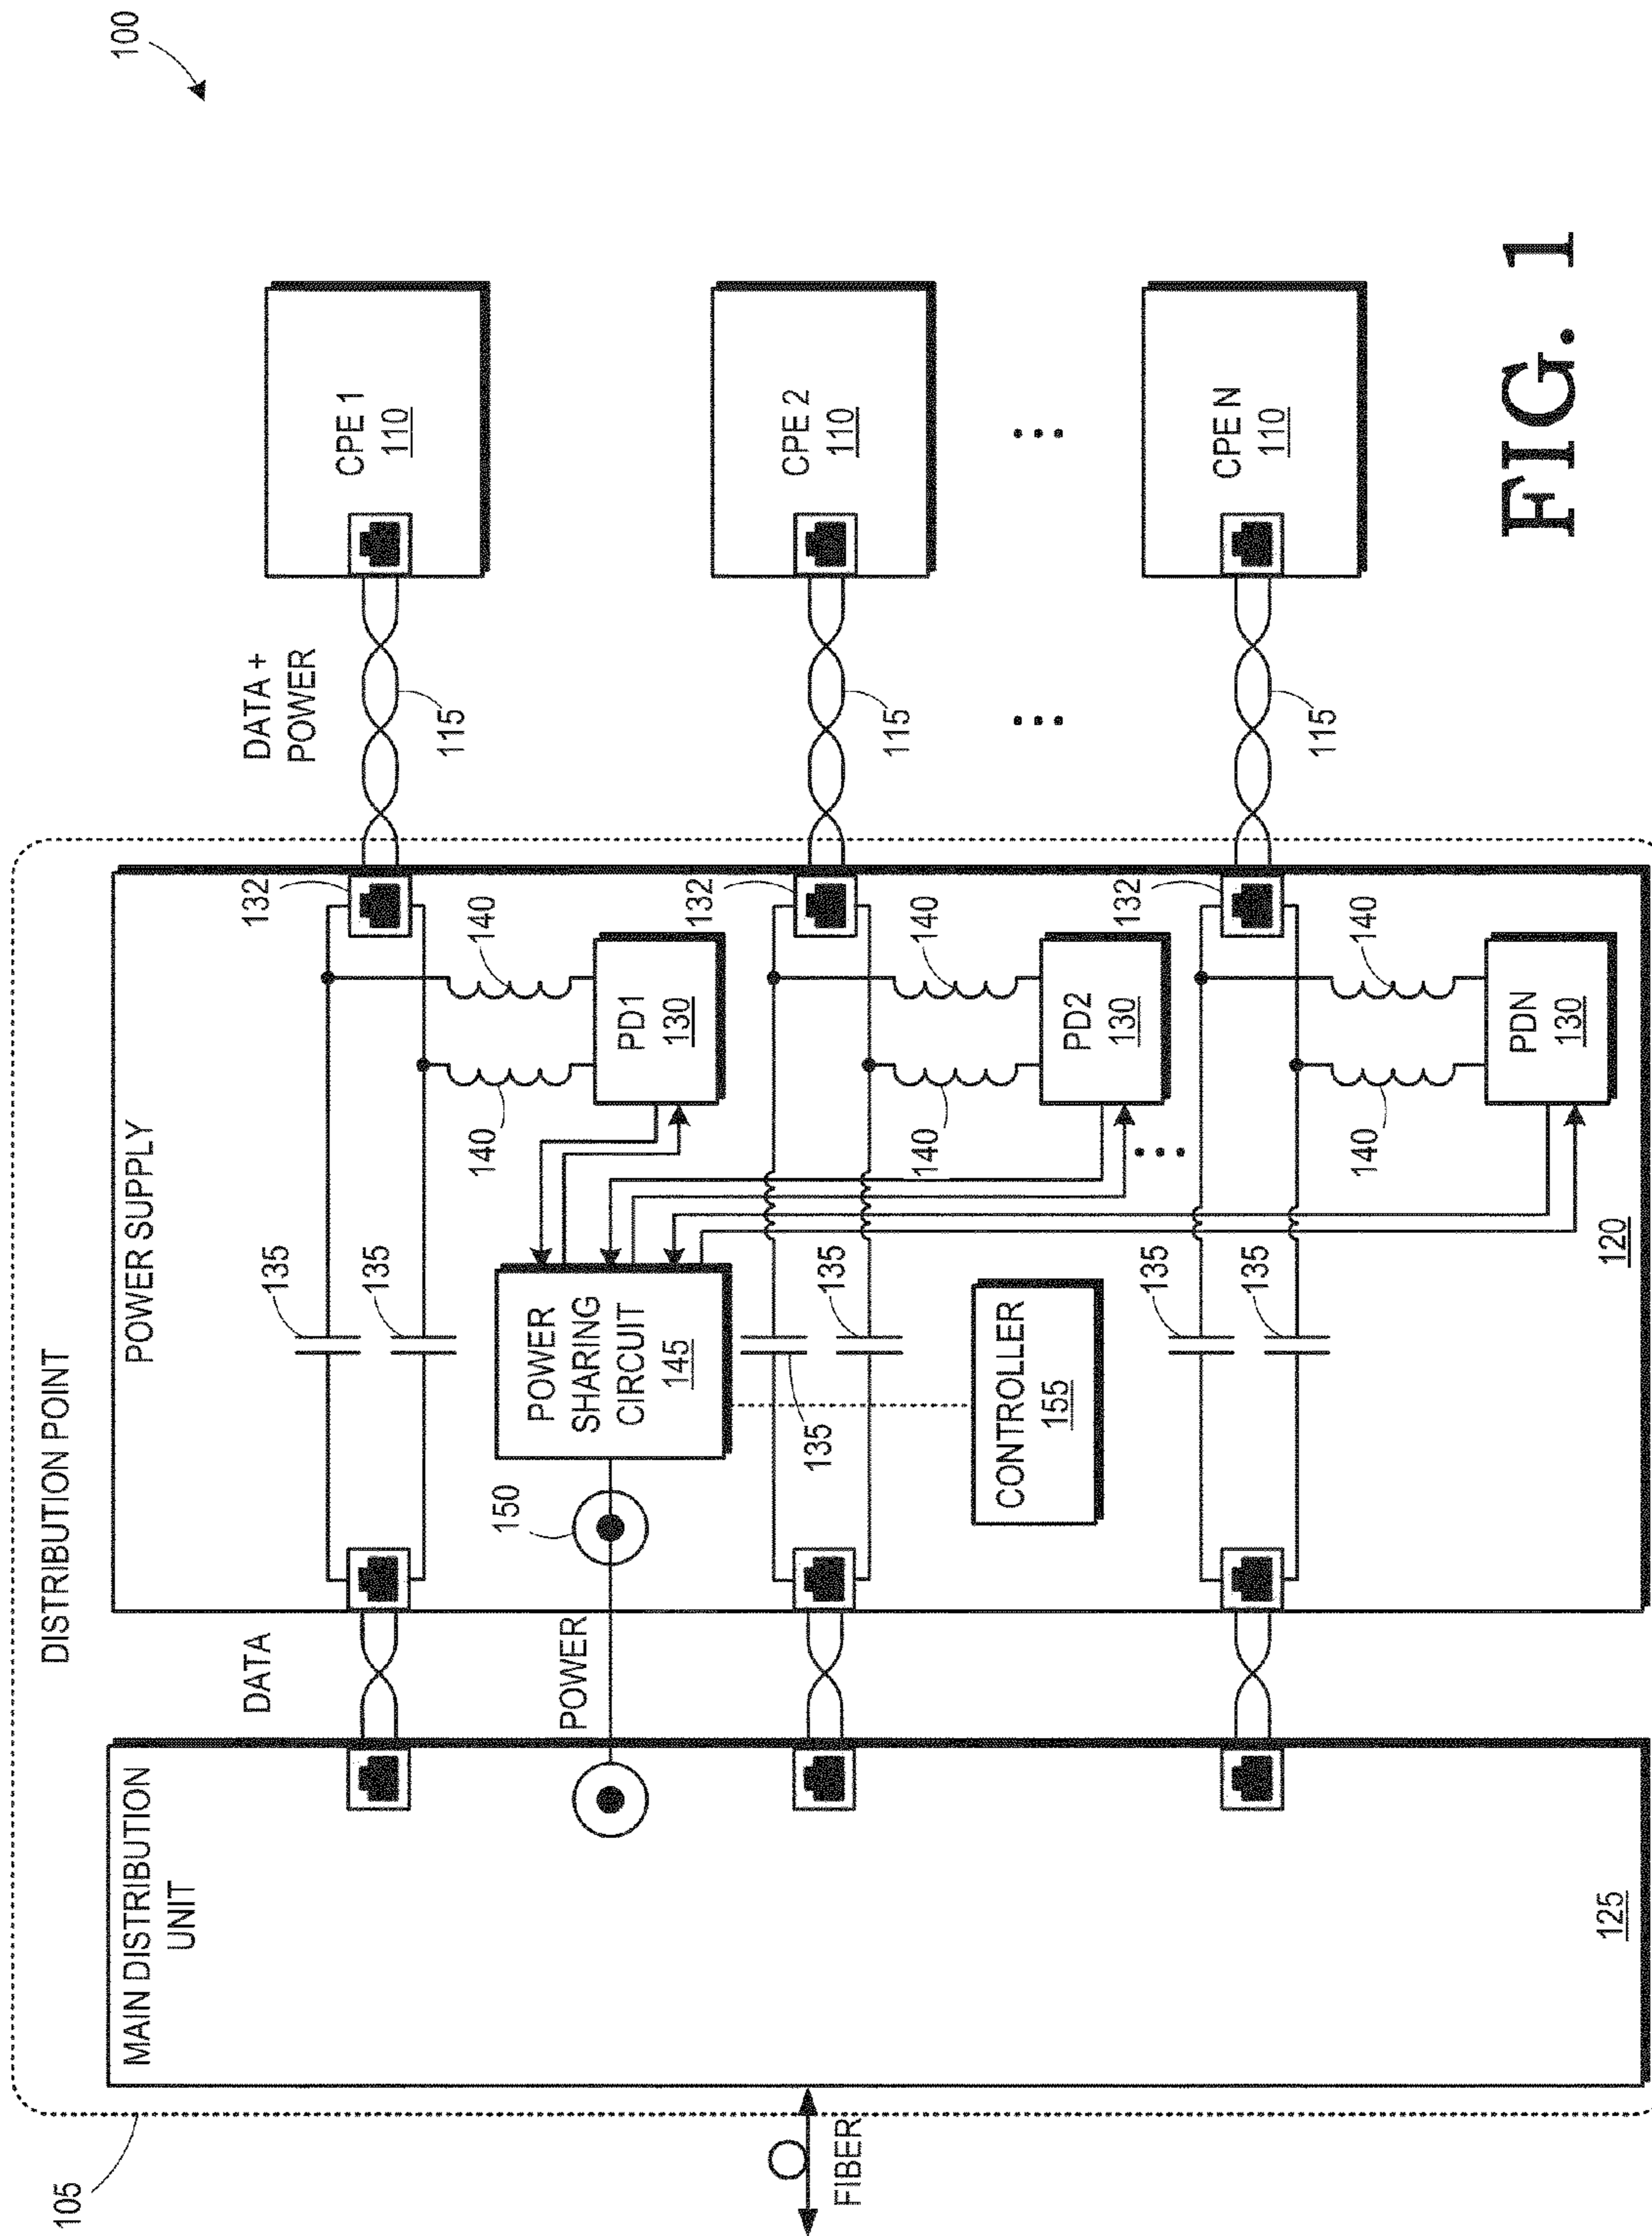 100
105
DISTRIBUTION POINT
MAIN DISTRIBUTION
UNIT
125
FIBER
DATA
POWER
POWER SUPPLY
120
135
135
150
POWER
SHARING
CIRCUIT
145
135
135
CONTROLLER
155
135
135
132
140
140
PD1
130
132
140
140
PD2
130
...
132
140
140
PDN
130
DATA +
POWER
115
115
...
115
CPE 1
110
CPE 2
110
...
CPE N
110
FIG. 1